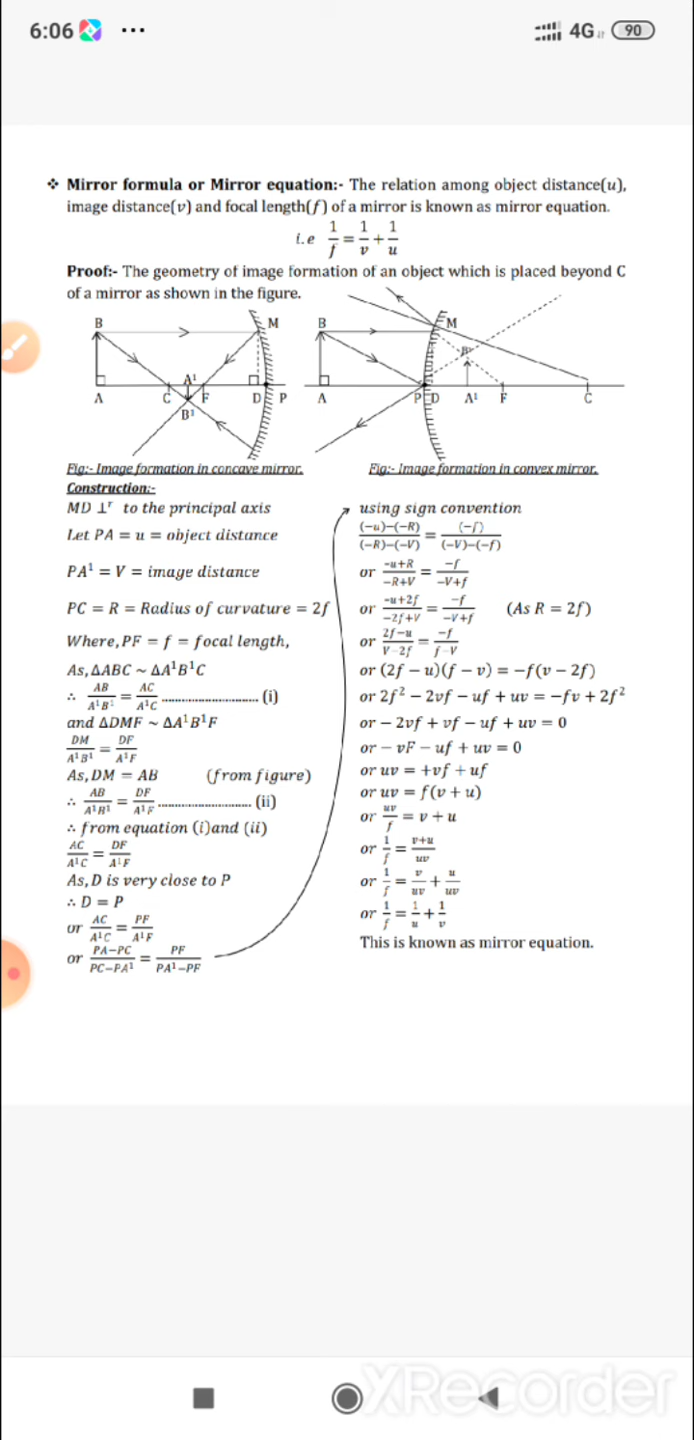 6:06 ... 4G 90
❖ Mirror formula or Mirror equation:- The relation among object distance(u),
image distance(v) and focal length(f) of a mirror is known as mirror equation.
i.e 1/f = 1/v + 1/u
Proof:- The geometry of image formation of an object which is placed beyond C
of a mirror as shown in the figure.
B M B M
A¹ B¹
A C F D P A P D A¹ F C
B¹
Fig:- Image formation in concave mirror. Fig:- Image formation in convex mirror.
Construction:-
MD ⊥ʳ to the principal axis
Let PA = u = object distance
PA¹ = V = image distance
PC = R = Radius of curvature = 2f
Where, PF = f = focal length,
As, ΔABC ~ ΔA¹B¹C
∴ AB/A¹B¹ = AC/A¹C ............................ (i)
and ΔDMF ~ ΔA¹B¹F
DM/A¹B¹ = DF/A¹F
As, DM = AB (from figure)
∴ AB/A¹B¹ = DF/A¹F ........................... (ii)
∴ from equation (i)and (ii)
AC/A¹C = DF/A¹F
As, D is very close to P
∴ D = P
or AC/A¹C = PF/A¹F
or PA−PC/PC−PA¹ = PF/PA¹−PF
using sign convention
(−u)−(−R)/(−R)−(−V) = (−f)/(−V)−(−f)
or −u+R/−R+V = −f/−V+f
or −u+2f/−2f+V = −f/−V+f (As R = 2f)
or 2f−u/V−2f = −f/f−V
or (2f − u)(f − v) = −f(v − 2f)
or 2f² − 2vf − uf + uv = −fv + 2f²
or − 2vf + vf − uf + uv = 0
or − vF − uf + uv = 0
or uv = +vf + uf
or uv = f(v + u)
or uv/f = v + u
or 1/f = v+u/uv
or 1/f = v/uv + u/uv
or 1/f = 1/u + 1/v
This is known as mirror equation.
XRecorder